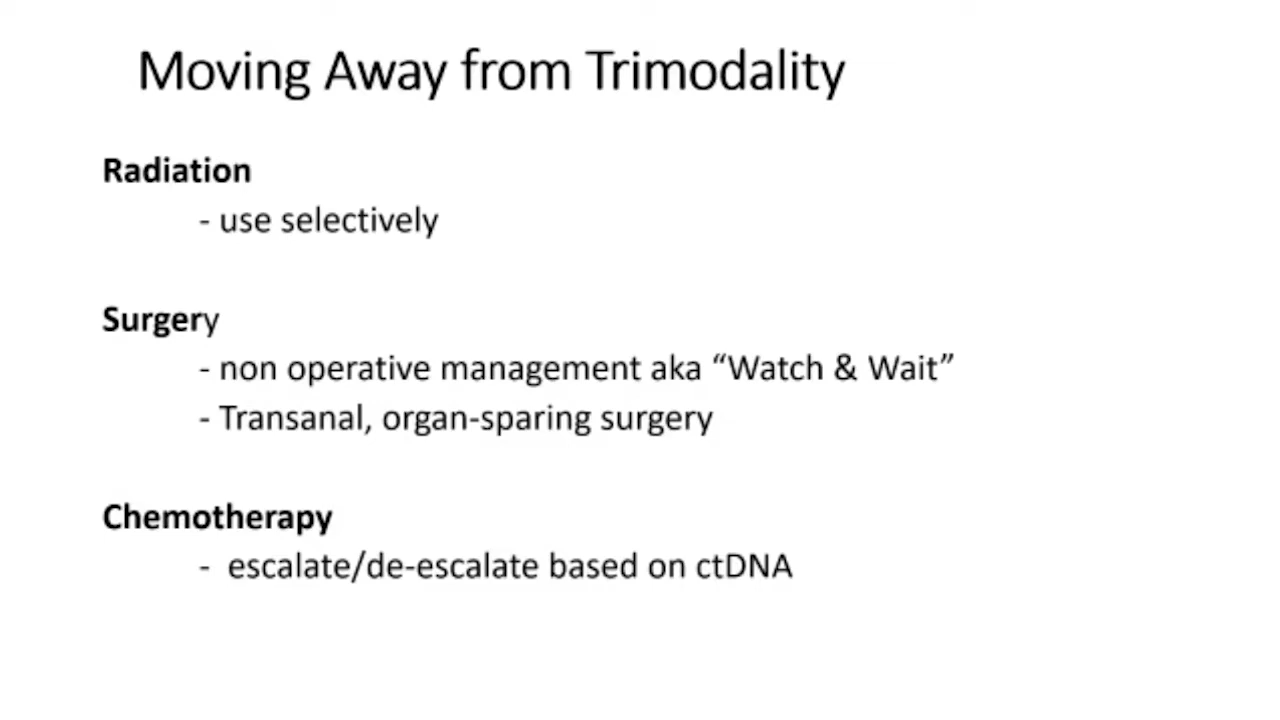 Moving Away from Trimodality
Radiation
- use selectively
Surgery
- non operative management aka “Watch & Wait”
- Transanal, organ-sparing surgery
Chemotherapy
- escalate/de-escalate based on ctDNA